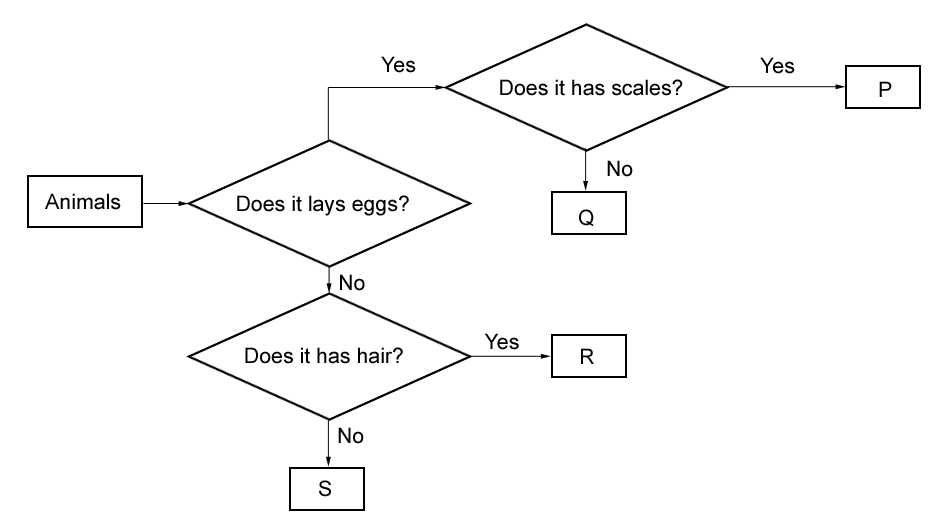 Yes
Does it has scales?
Yes
P
No
Q
Animals
Does it lays eggs?
No
Does it has hair?
Yes
R
No
S